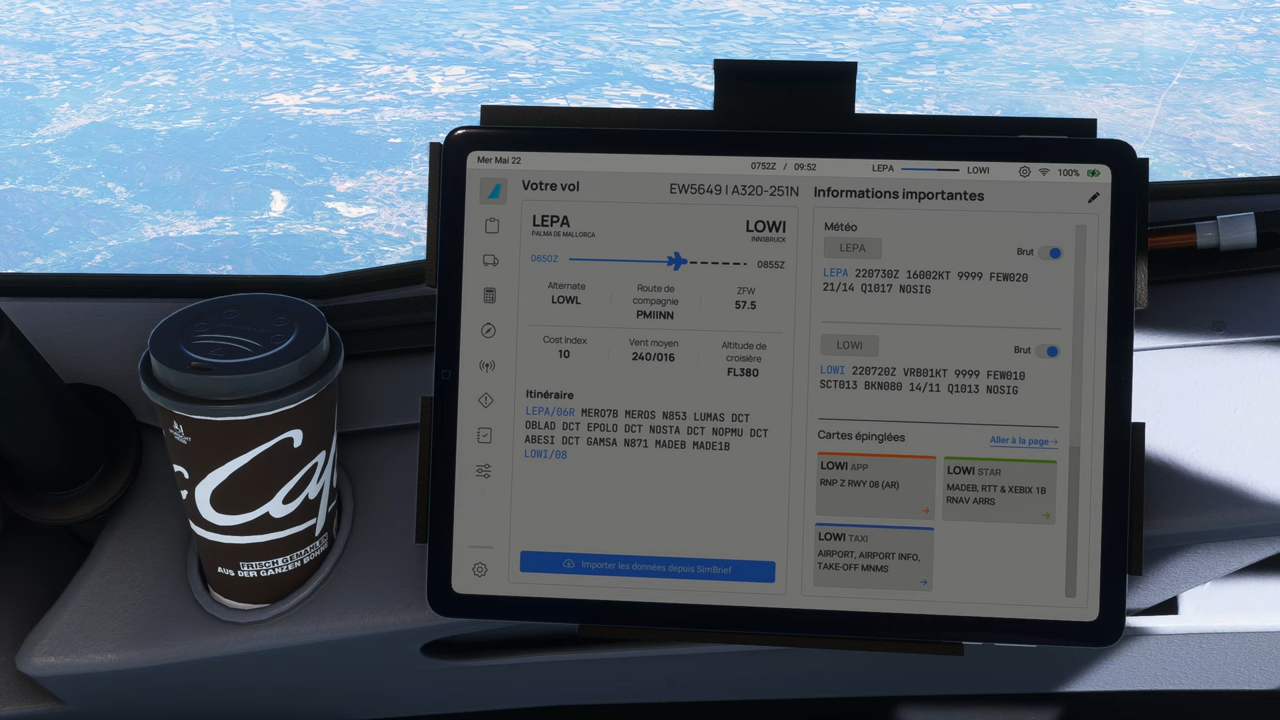 Mer Mai 22
0752Z / 09:52
LEPA LOWI
100%
Votre vol
EW5649 | A320-251N
LEPA
PALMA DE MALLORCA
LOWI
INNSBRUCK
0650Z
0855Z
Alternate
LOWL
Route de
compagnie
PMIINN
ZFW
57.5
Cost Index
10
Vent moyen
240/016
Altitude de
croisière
FL380
Itinéraire
LEPA/06R MERO7B MEROS N853 LUMAS DCT
OBLAD DCT EPOLO DCT NOSTA DCT NOPMU DCT
ABESI DCT GAMSA N871 MADEB MADE1B
LOWI/08
Importer les données depuis SimBrief
Informations importantes
Météo
LEPA
Brut
LEPA 220730Z 16002KT 9999 FEW020
21/14 Q1017 NOSIG
LOWI
Brut
LOWI 220720Z VRB01KT 9999 FEW010
SCT013 BKN080 14/11 Q1013 NOSIG
Cartes épinglées
Aller à la page→
LOWI APP
RNP Z RWY 08 (AR)
LOWI STAR
MADEB, RTT & XEBIX 1B
RNAV ARRS
LOWI TAXI
AIRPORT, AIRPORT INFO,
TAKE-OFF MNMS
FRISCH GEMAHLEN
AUS DER GANZEN BOHNE